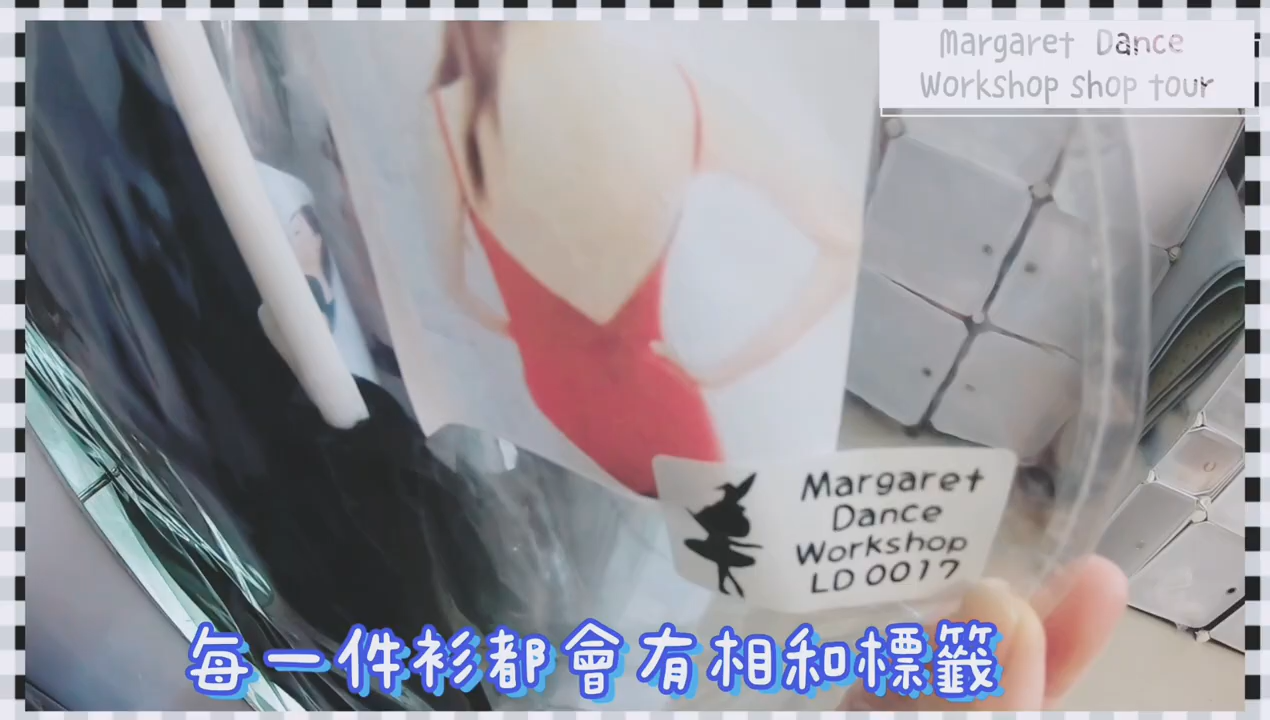 Margaret Dance
Workshop shop tour
Margaret
Dance
Workshop
LD 0017
每一件衫都會有相和標籤